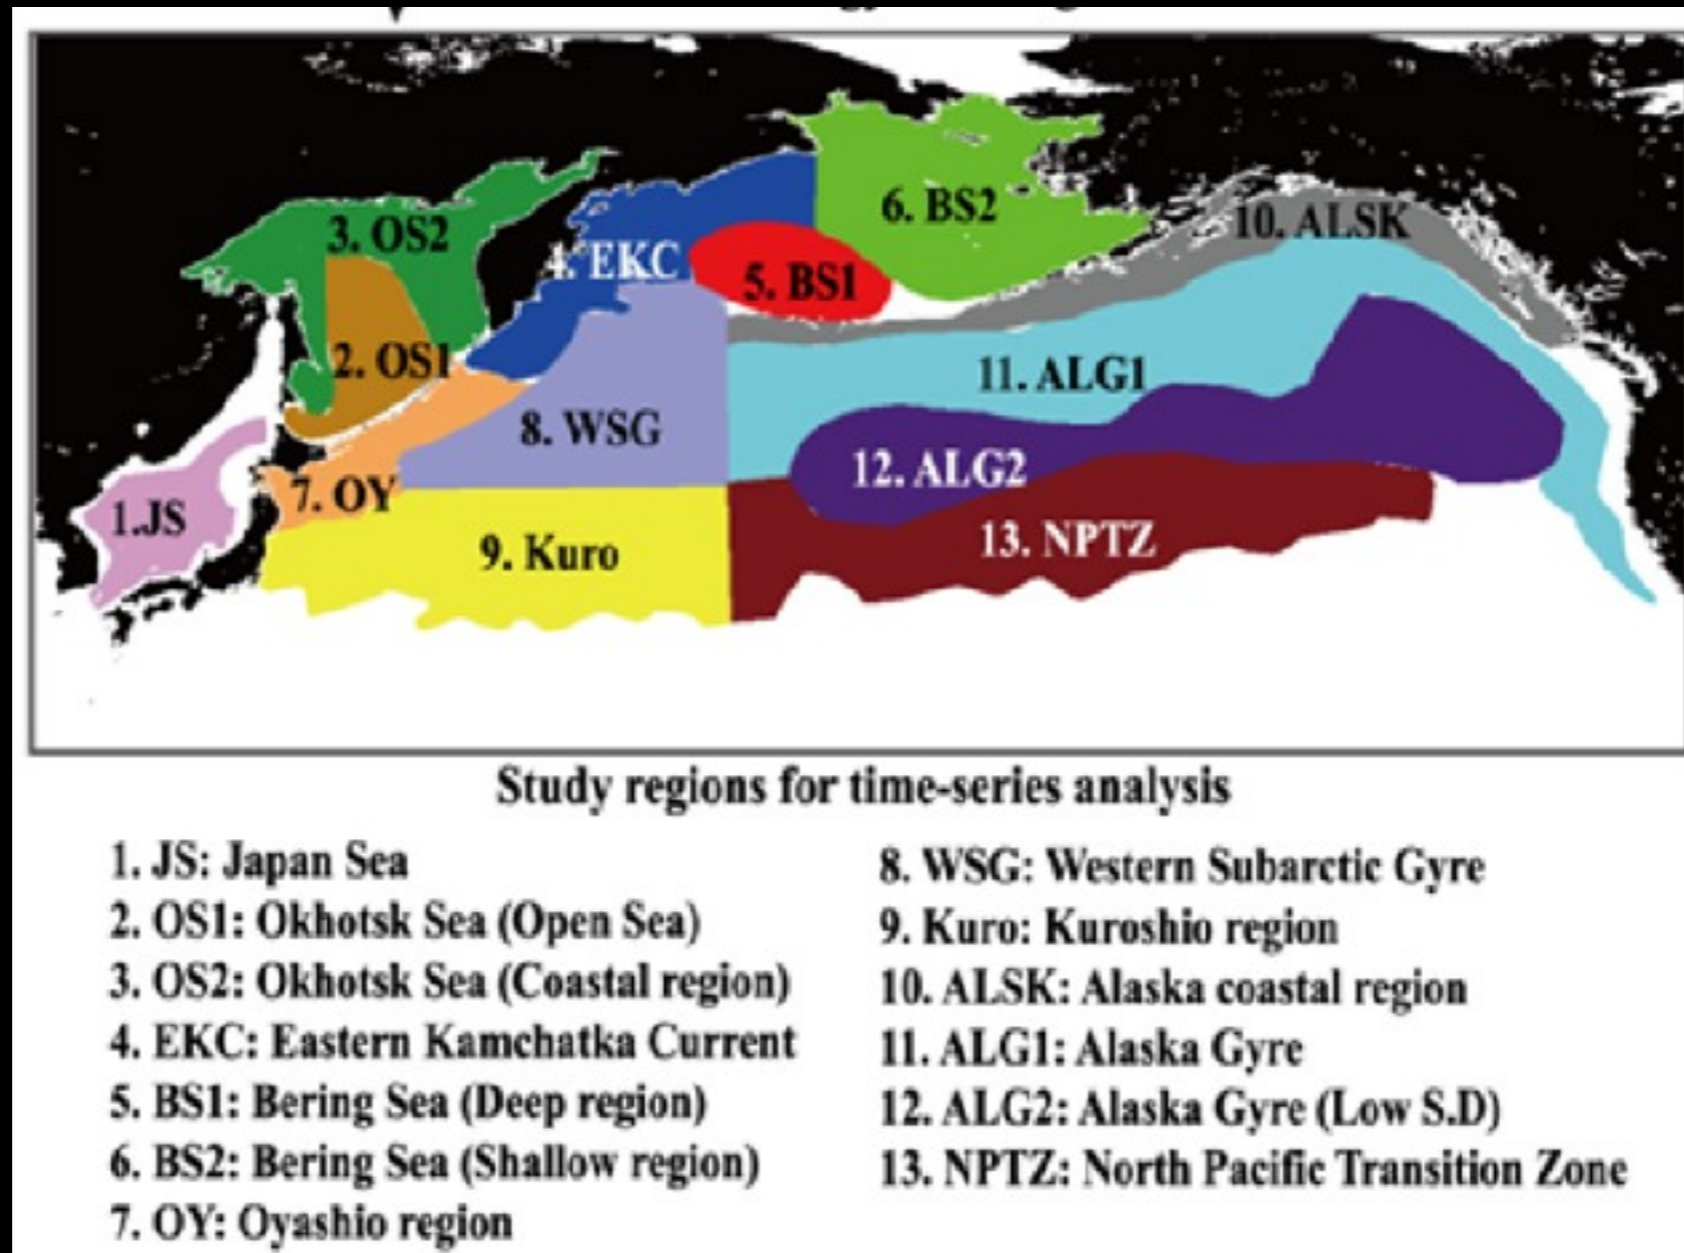 3. OS2
6. BS2
10. ALSK
4. EKC
5. BS1
2. OS1
11. ALG1
8. WSG
12. ALG2
7. OY
1.JS
13. NPTZ
9. Kuro
Study regions for time-series analysis
1. JS: Japan Sea
2. OS1: Okhotsk Sea (Open Sea)
3. OS2: Okhotsk Sea (Coastal region)
4. EKC: Eastern Kamchatka Current
5. BS1: Bering Sea (Deep region)
6. BS2: Bering Sea (Shallow region)
7. OY: Oyashio region
8. WSG: Western Subarctic Gyre
9. Kuro: Kuroshio region
10. ALSK: Alaska coastal region
11. ALG1: Alaska Gyre
12. ALG2: Alaska Gyre (Low S.D)
13. NPTZ: North Pacific Transition Zone